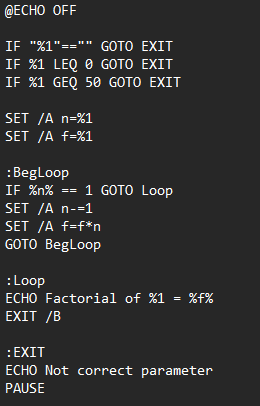 @ECHO OFF

IF "%1"=="" GOTO EXIT
IF %1 LEQ 0 GOTO EXIT
IF %1 GEQ 50 GOTO EXIT

SET /A n=%1
SET /A f=%1

:BegLoop
IF %n% == 1 GOTO Loop
SET /A n-=1
SET /A f=f*n
GOTO BegLoop

:Loop
ECHO Factorial of %1 = %f%
EXIT /B

:EXIT
ECHO Not correct parameter
PAUSE